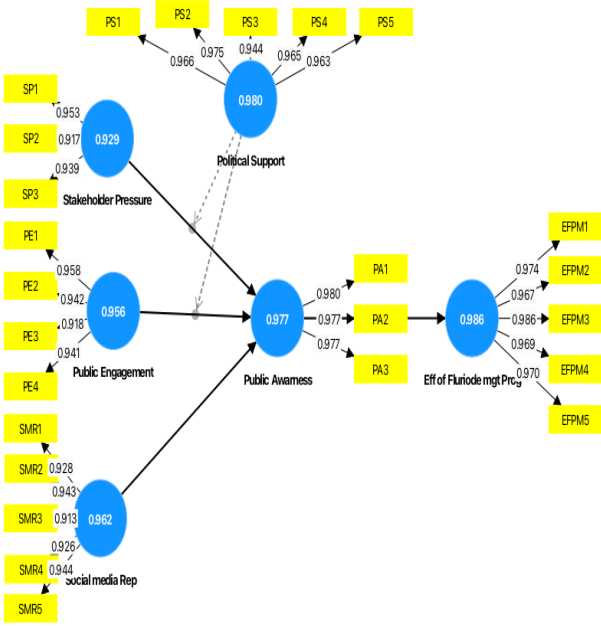 PS1
PS2
PS3
PS4
PS5
0.966
0.975
0.944
0.965
0.963
0.980
Political Support
SP1
SP2
SP3
0.953
0.917
0.939
0.929
Stakeholder Pressure
PE1
PE2
PE3
PE4
0.958
0.942
0.918
0.941
0.956
Public Engagement
SMR1
SMR2
SMR3
SMR4
SMR5
0.928
0.943
0.913
0.926
0.944
0.962
Social media Rep
0.977
Public Awarness
0.980
0.977
0.977
PA1
PA2
PA3
0.986
Eff of Fluriode mgt Prog
0.974
0.967
0.986
0.969
0.970
EFPM1
EFPM2
EFPM3
EFPM4
EFPM5